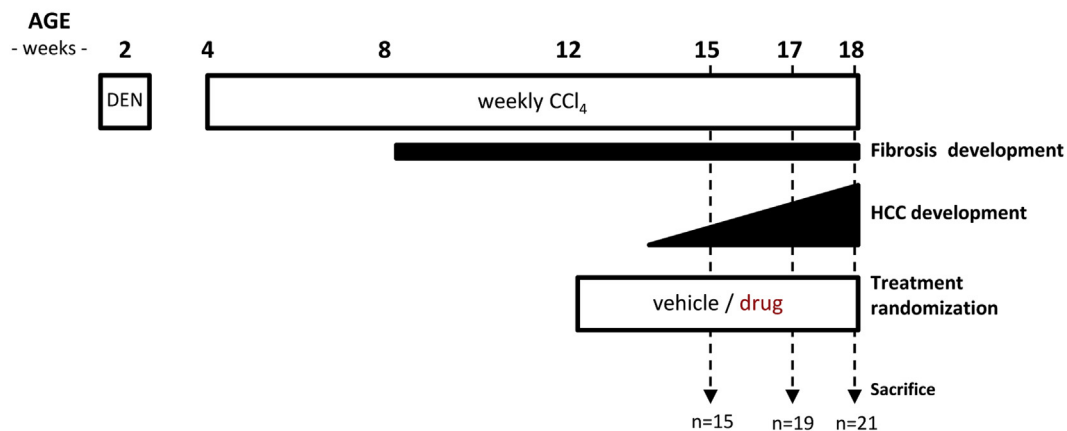 AGE
- weeks -
2 4 8 12 15 17 18
DEN
weekly CCl₄
Fibrosis development
HCC development
Treatment
randomization
vehicle / drug
Sacrifice
n=15 n=19 n=21